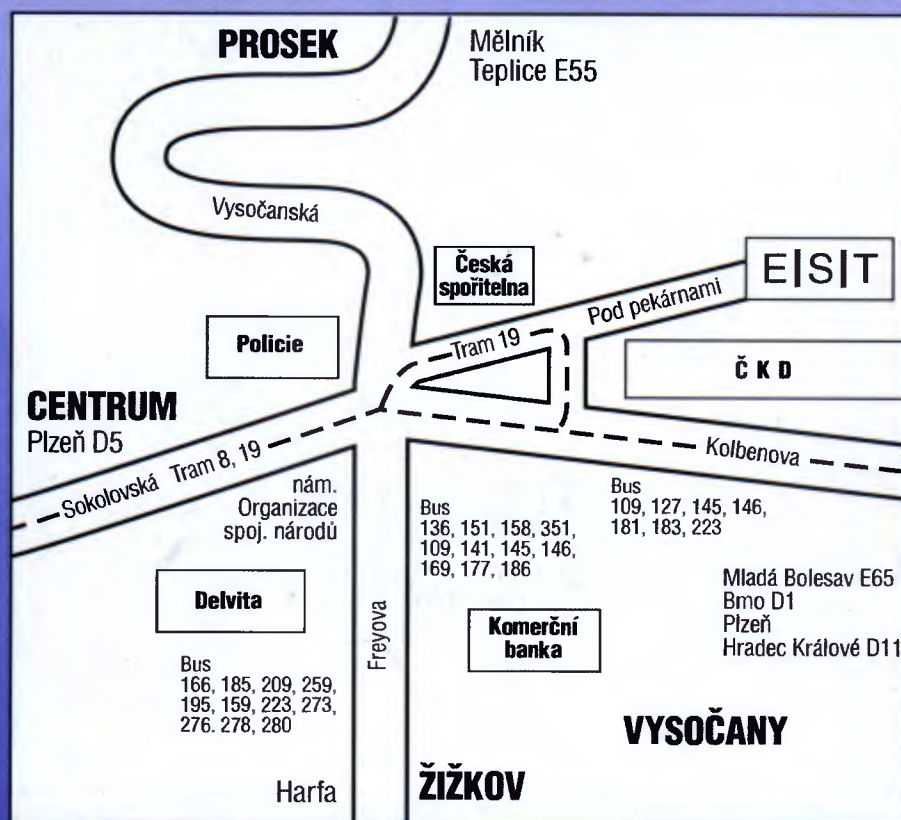 PROSEK
Mělník
Teplice E55
Vysočanská
Česká
spořitelna
E|S|T
Pod pekárnami
Policie
Tram 19
ČKD
CENTRUM
Plzeň D5
Kolbenova
Sokolovská Tram 8, 19
nám.
Organizace
spoj. národů
Bus
136, 151, 158, 351,
109, 141, 145, 146,
169, 177, 186
Bus
109, 127, 145, 146,
181, 183, 223
Delvita
Freyova
Komerční
banka
Mladá Bolesav E65
Brno D1
Plzeň
Hradec Králové D11
Bus
166, 185, 209, 259,
195, 159, 223, 273,
276. 278, 280
VYSOČANY
Harfa
ŽIŽKOV